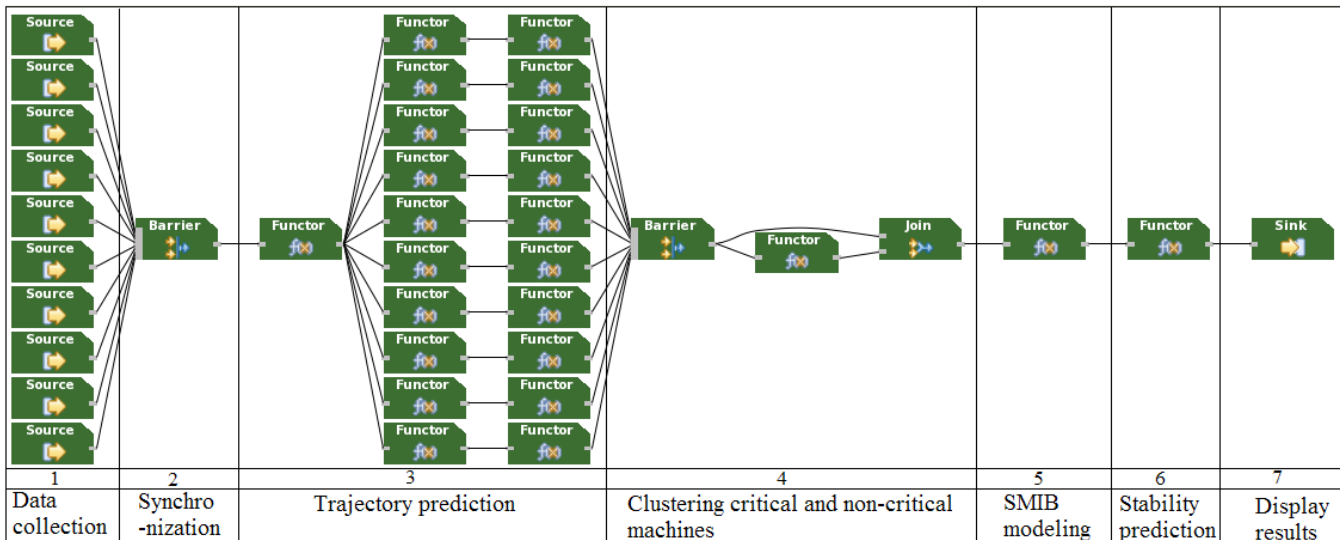 Source Functor Functor
Source Functor Functor
Source Functor Functor
Source Functor Functor
Source Functor Functor
Barrier Functor Barrier Join Functor Functor Sink
Functor
Source Functor Functor
Source Functor Functor
Source Functor Functor
Source Functor Functor
Source Functor Functor
1 2 3 4 5 6 7
Data
collection
Synchro
-nization
Trajectory prediction
Clustering critical and non-critical
machines
SMIB
modeling
Stability
prediction
Display
results